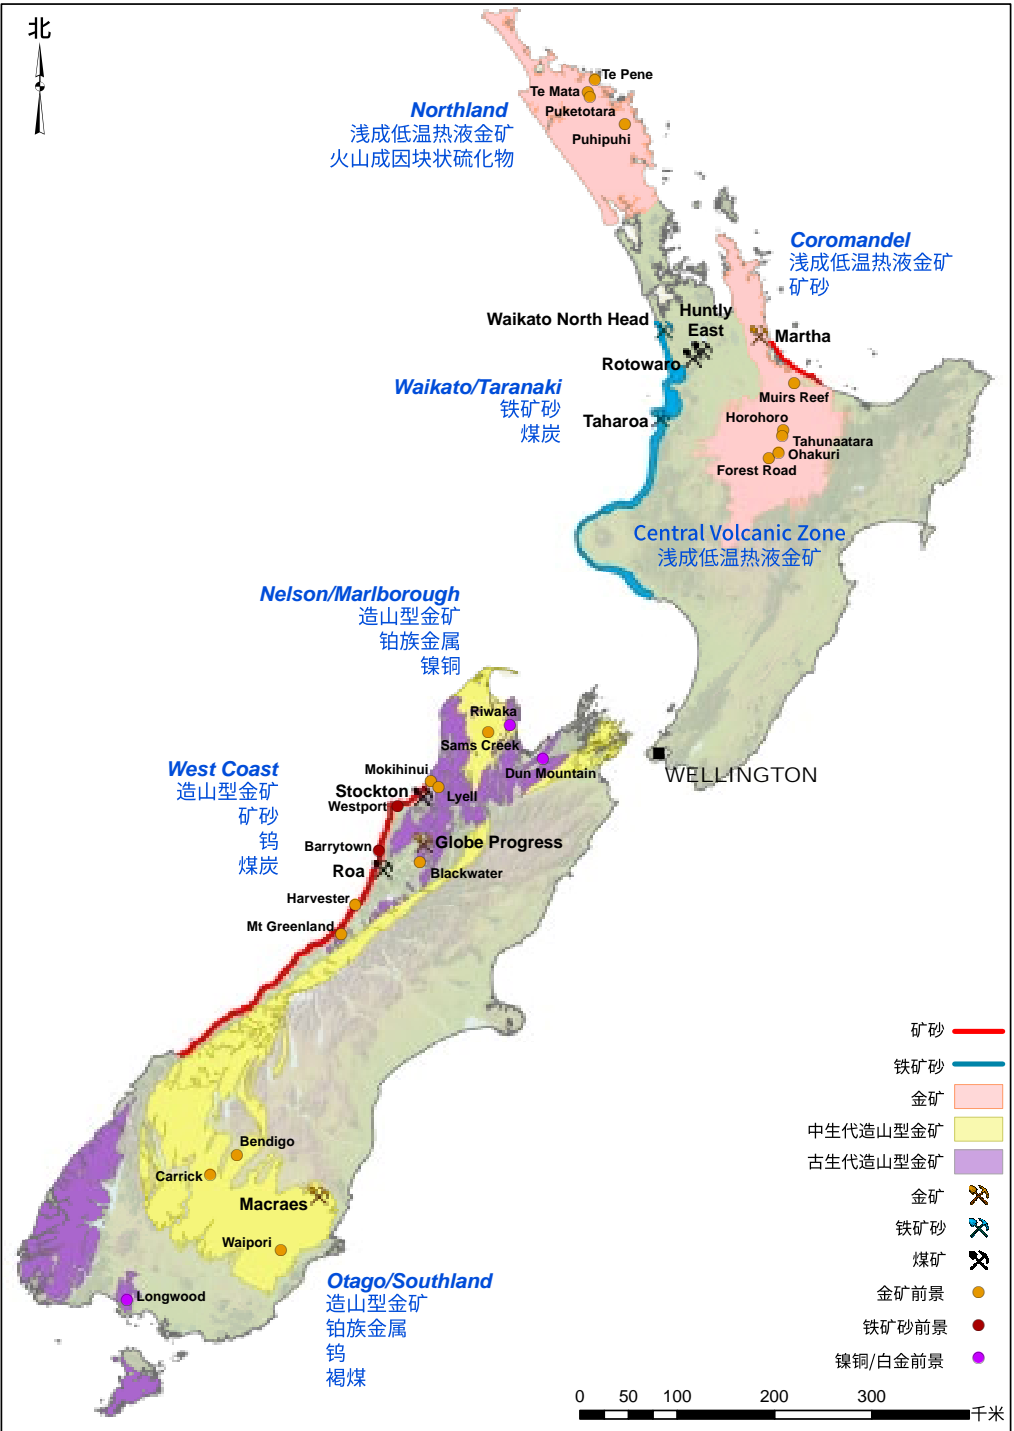 北
Te Pene
Te Mata
Puketotara
Puhipuhi
Northland
浅成低温热液金矿
火山成因块状硫化物
Coromandel
浅成低温热液金矿
矿砂
Waikato North Head
Huntly
East
Martha
Rotowaro
Waikato/Taranaki
铁矿砂
煤炭
Muirs Reef
Horohoro
Taharoa
Tahunaatara
Ohakuri
Forest Road
Central Volcanic Zone
浅成低温热液金矿
Nelson/Marlborough
造山型金矿
铂族金属
镍铜
Riwaka
Sams Creek
Dun Mountain
WELLINGTON
West Coast
造山型金矿
矿砂
钨
煤炭
Mokihinui
Stockton
Lyell
Westport
Globe Progress
Barrytown
Roa
Blackwater
Harvester
Mt Greenland
Bendigo
Carrick
Macraes
Waipori
Longwood
Otago/Southland
造山型金矿
铂族金属
钨
褐煤
矿砂
铁矿砂
金矿
中生代造山型金矿
古生代造山型金矿
金矿
铁矿砂
煤矿
金矿前景
铁矿砂前景
镍铜/白金前景
0 50 100 200 300
千米